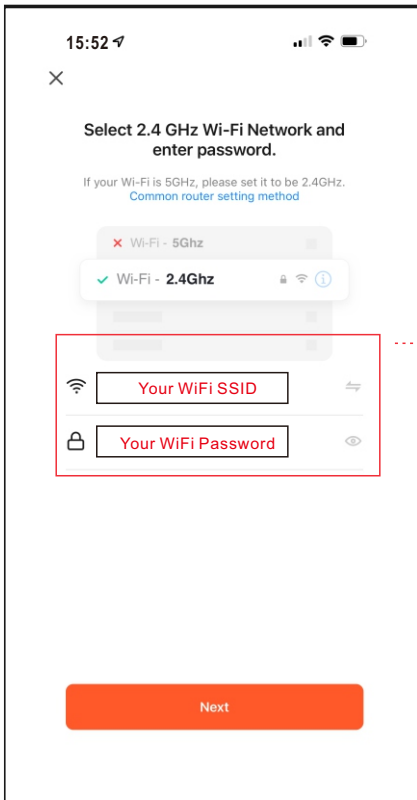 15:52
Select 2.4 GHz Wi-Fi Network and
enter password.
If your Wi-Fi is 5GHz, please set it to be 2.4GHz.
Common router setting method
Wi-Fi - 5Ghz
Wi-Fi - 2.4Ghz
Your WiFi SSID
Your WiFi Password
Next